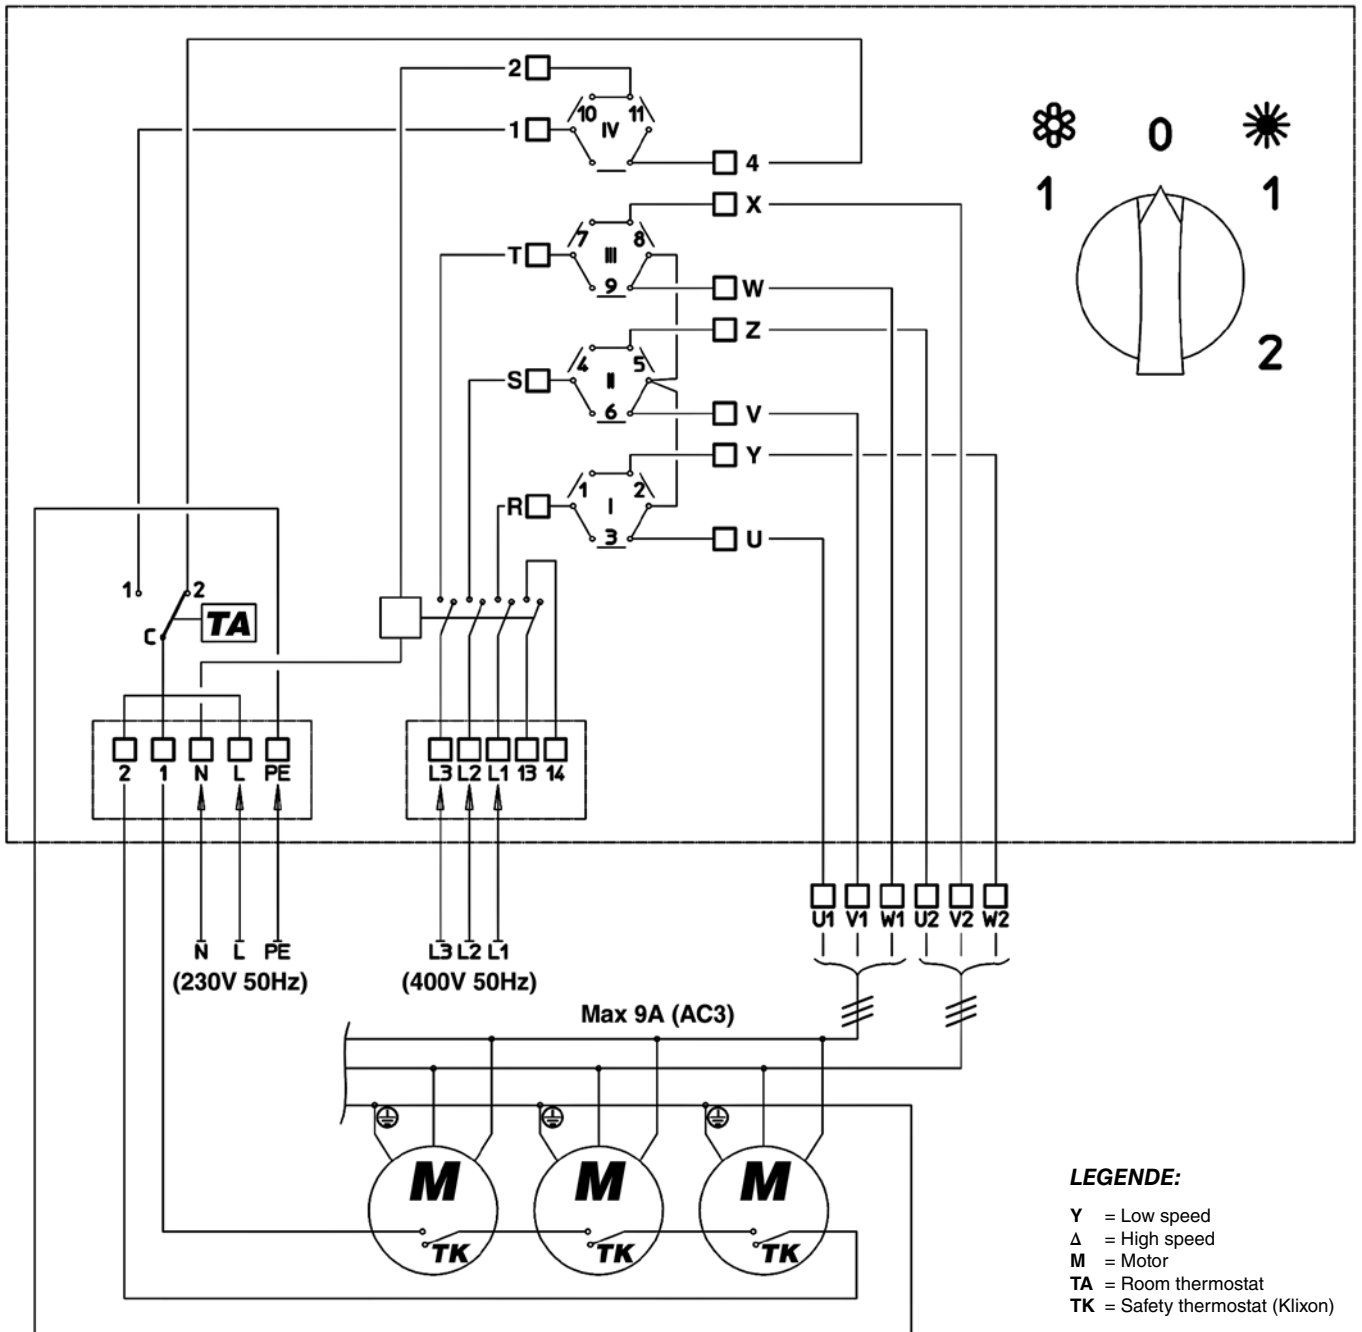 2
10 11
1 IV
4
0
1 1
2
X
7 8
T III
9 W
Z
4 5
S II
6 V
Y
1 2
R I
3 U
1 2
C TA
2 1 N L PE
L3 L2 L1 13 14
U1 V1 W1 U2 V2 W2
N L PE
L3 L2 L1
(230V 50Hz)
(400V 50Hz)
Max 9A (AC3)
M M M
TK TK TK
LEGENDE:
Y = Low speed
Δ = High speed
M = Motor
TA = Room thermostat
TK = Safety thermostat (Klixon)